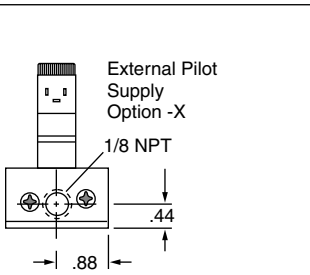 External Pilot
Supply
Option -X
1/8 NPT
.44
.88